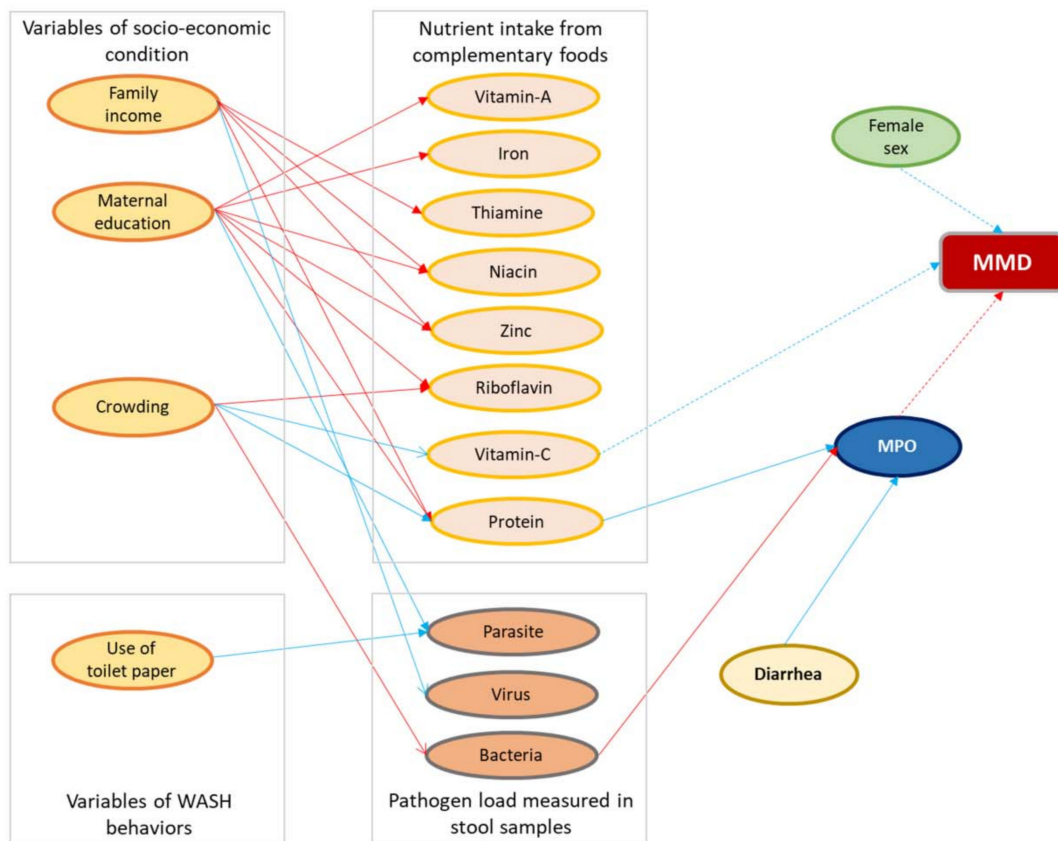 Variables of socio-economic
condition
Family
income
Maternal
education
Crowding
Nutrient intake from
complementary foods
Vitamin-A
Iron
Thiamine
Niacin
Zinc
Riboflavin
Vitamin-C
Protein
Female
sex
MMD
MPO
Diarrhea
Use of
toilet paper
Variables of WASH
behaviors
Parasite
Virus
Bacteria
Pathogen load measured in
stool samples